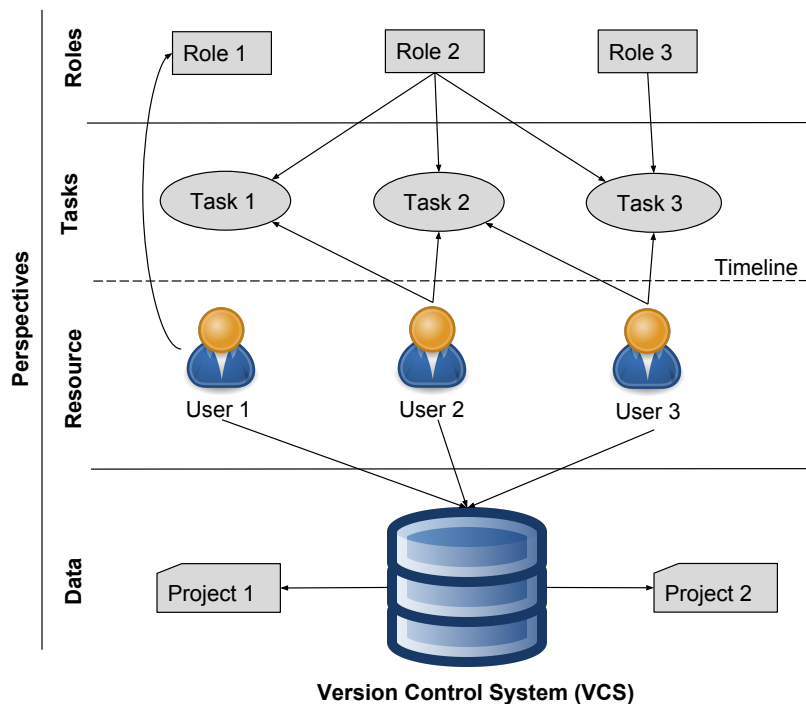 Perspectives
Roles
Role 1
Role 2
Role 3
Tasks
Task 1
Task 2
Task 3
Timeline
Resource
User 1
User 2
User 3
Data
Project 1
Project 2
Version Control System (VCS)